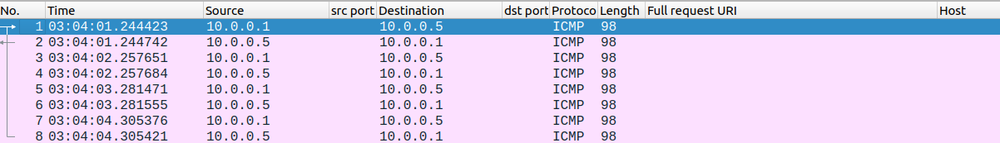 No. Time Source src port Destination dst port Protoco Length Full request URI Host
1 03:04:01.244423 10.0.0.1 10.0.0.5 ICMP 98
2 03:04:01.244742 10.0.0.5 10.0.0.1 ICMP 98
3 03:04:02.257651 10.0.0.1 10.0.0.5 ICMP 98
4 03:04:02.257684 10.0.0.5 10.0.0.1 ICMP 98
5 03:04:03.281471 10.0.0.1 10.0.0.5 ICMP 98
6 03:04:03.281555 10.0.0.5 10.0.0.1 ICMP 98
7 03:04:04.305376 10.0.0.1 10.0.0.5 ICMP 98
8 03:04:04.305421 10.0.0.5 10.0.0.1 ICMP 98